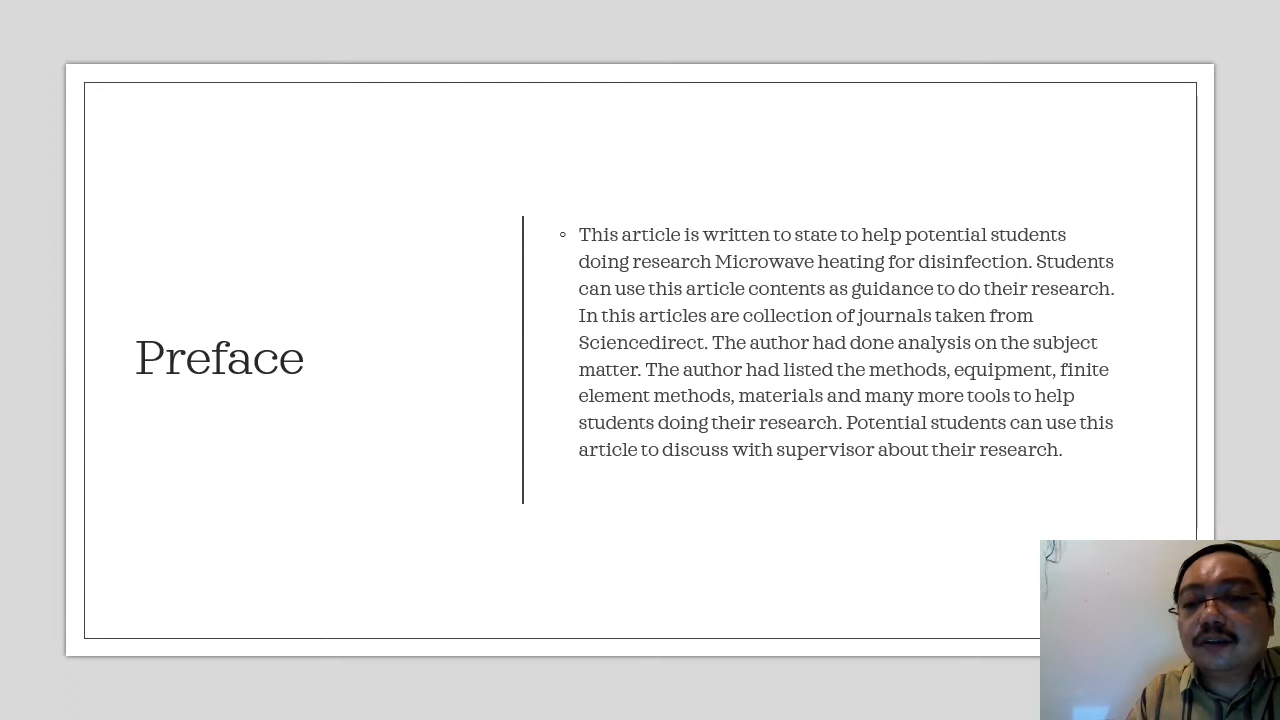 Preface
◦ This article is written to state to help potential students
doing research Microwave heating for disinfection. Students
can use this article contents as guidance to do their research.
In this articles are collection of journals taken from
Sciencedirect. The author had done analysis on the subject
matter. The author had listed the methods, equipment, finite
element methods, materials and many more tools to help
students doing their research. Potential students can use this
article to discuss with supervisor about their research.